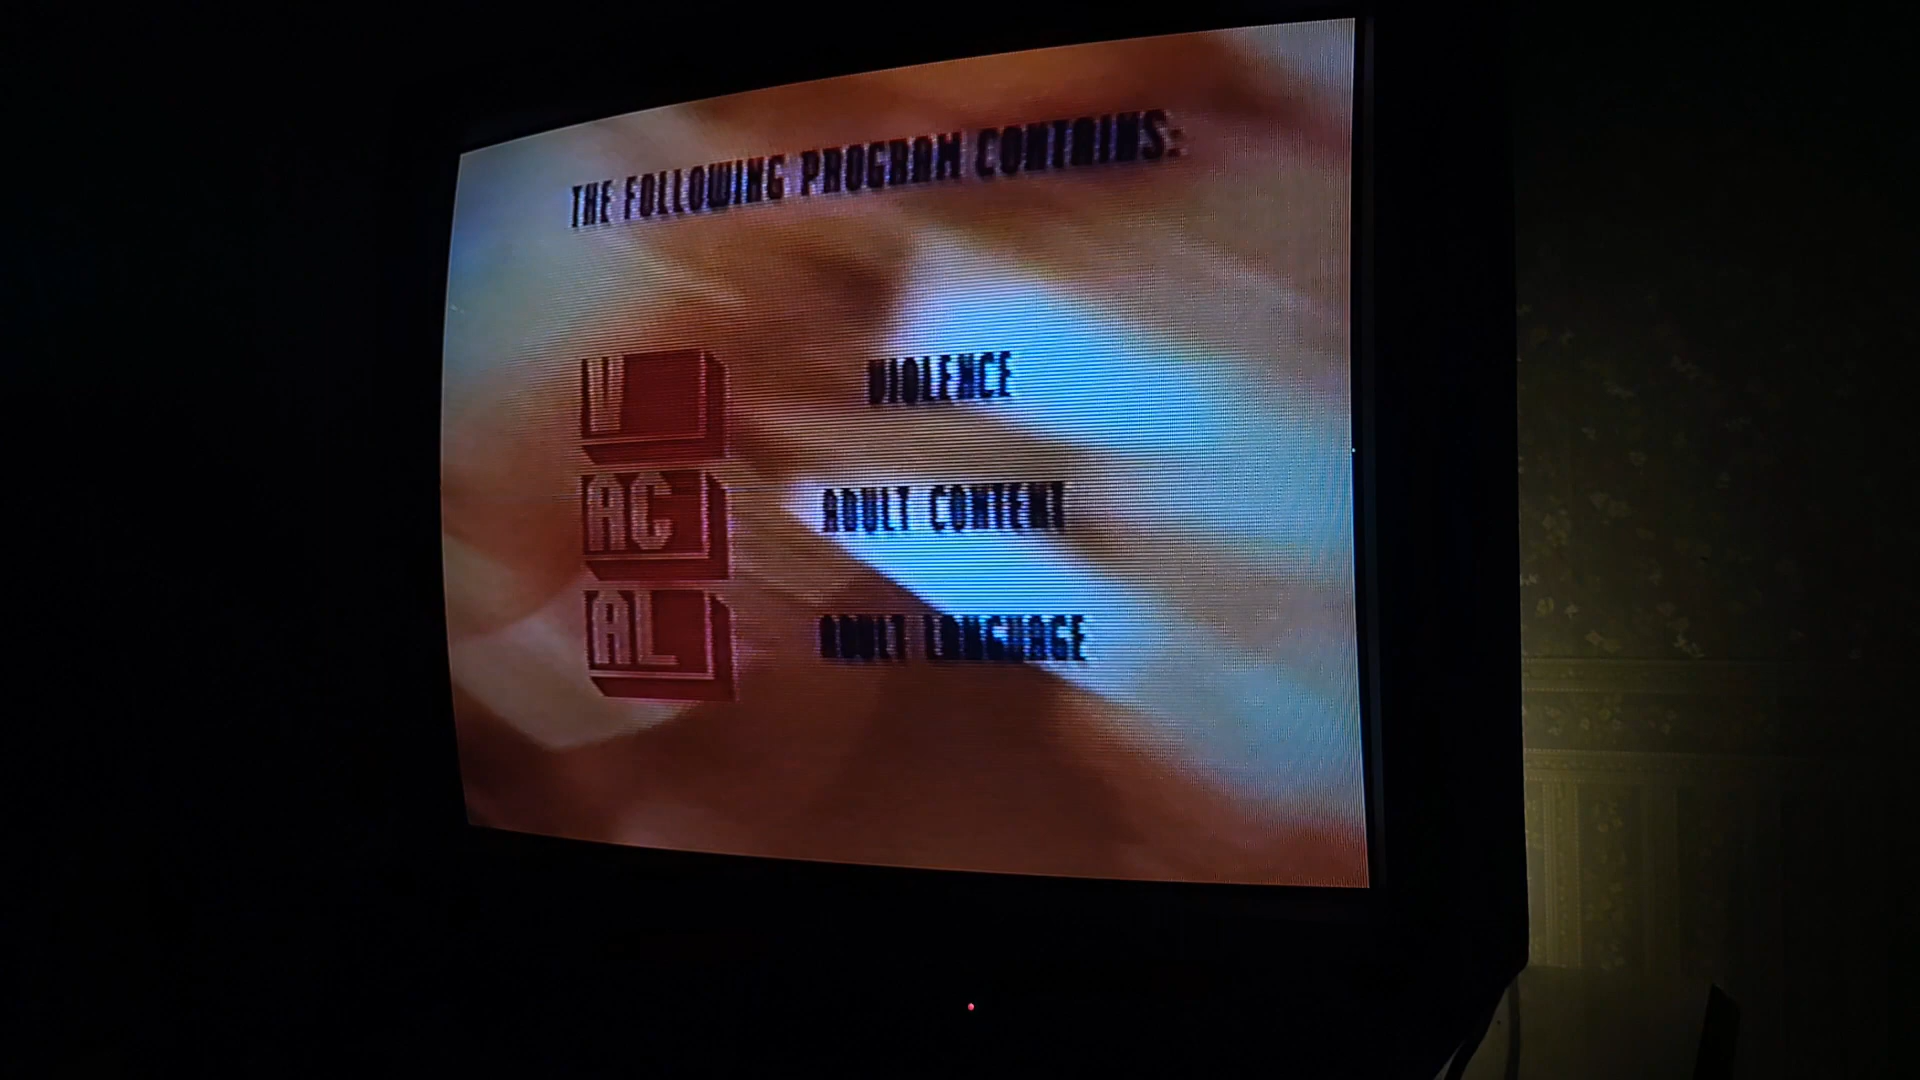 THE FOLLOWING PROGRAM CONTAINS:
V VIOLENCE
AC ADULT CONTENT
AL ADULT LANGUAGE